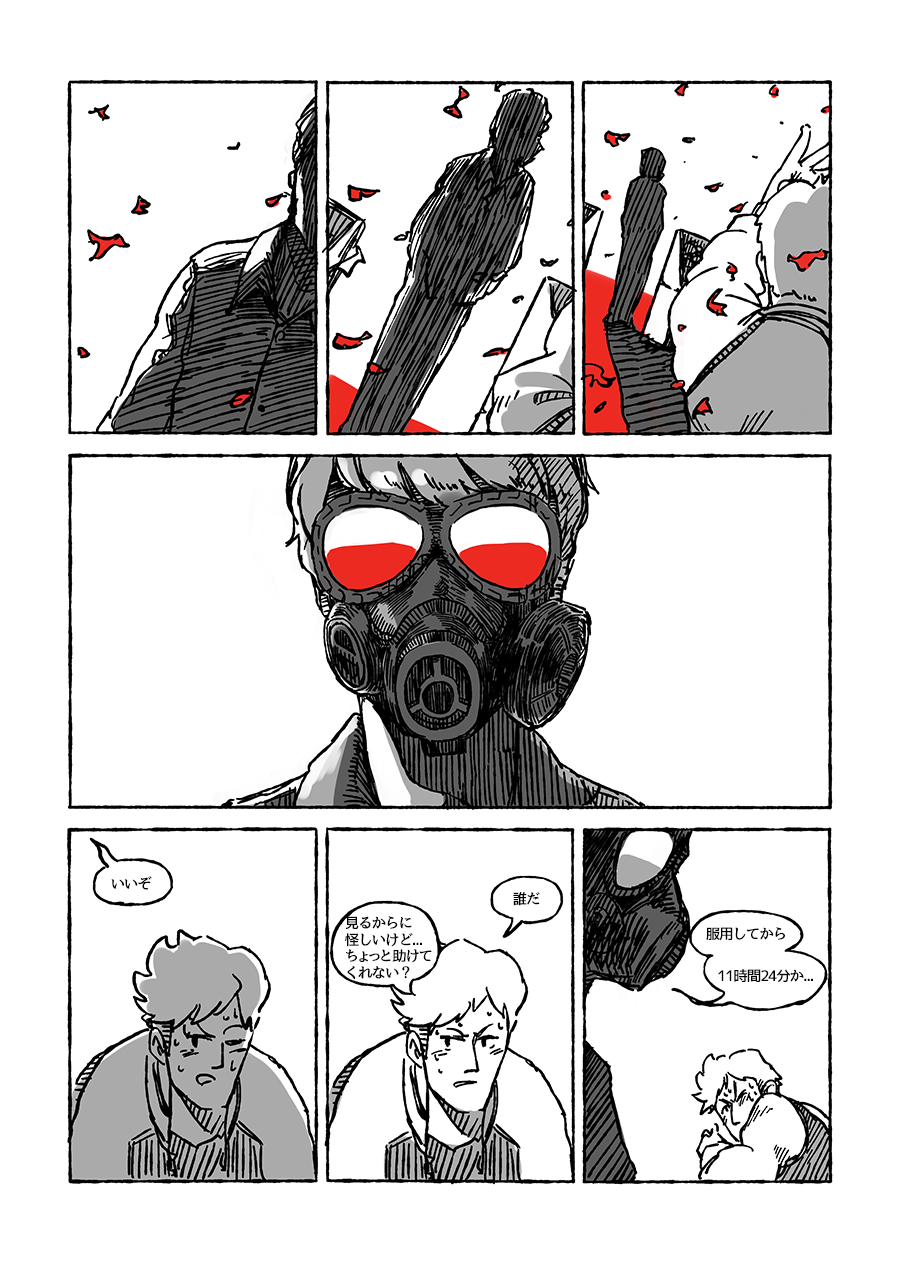 服用してから
11時間24分か...
誰だ
見るからに
怪しいけど...
ちょっと助けて
くれない？
いいぞ